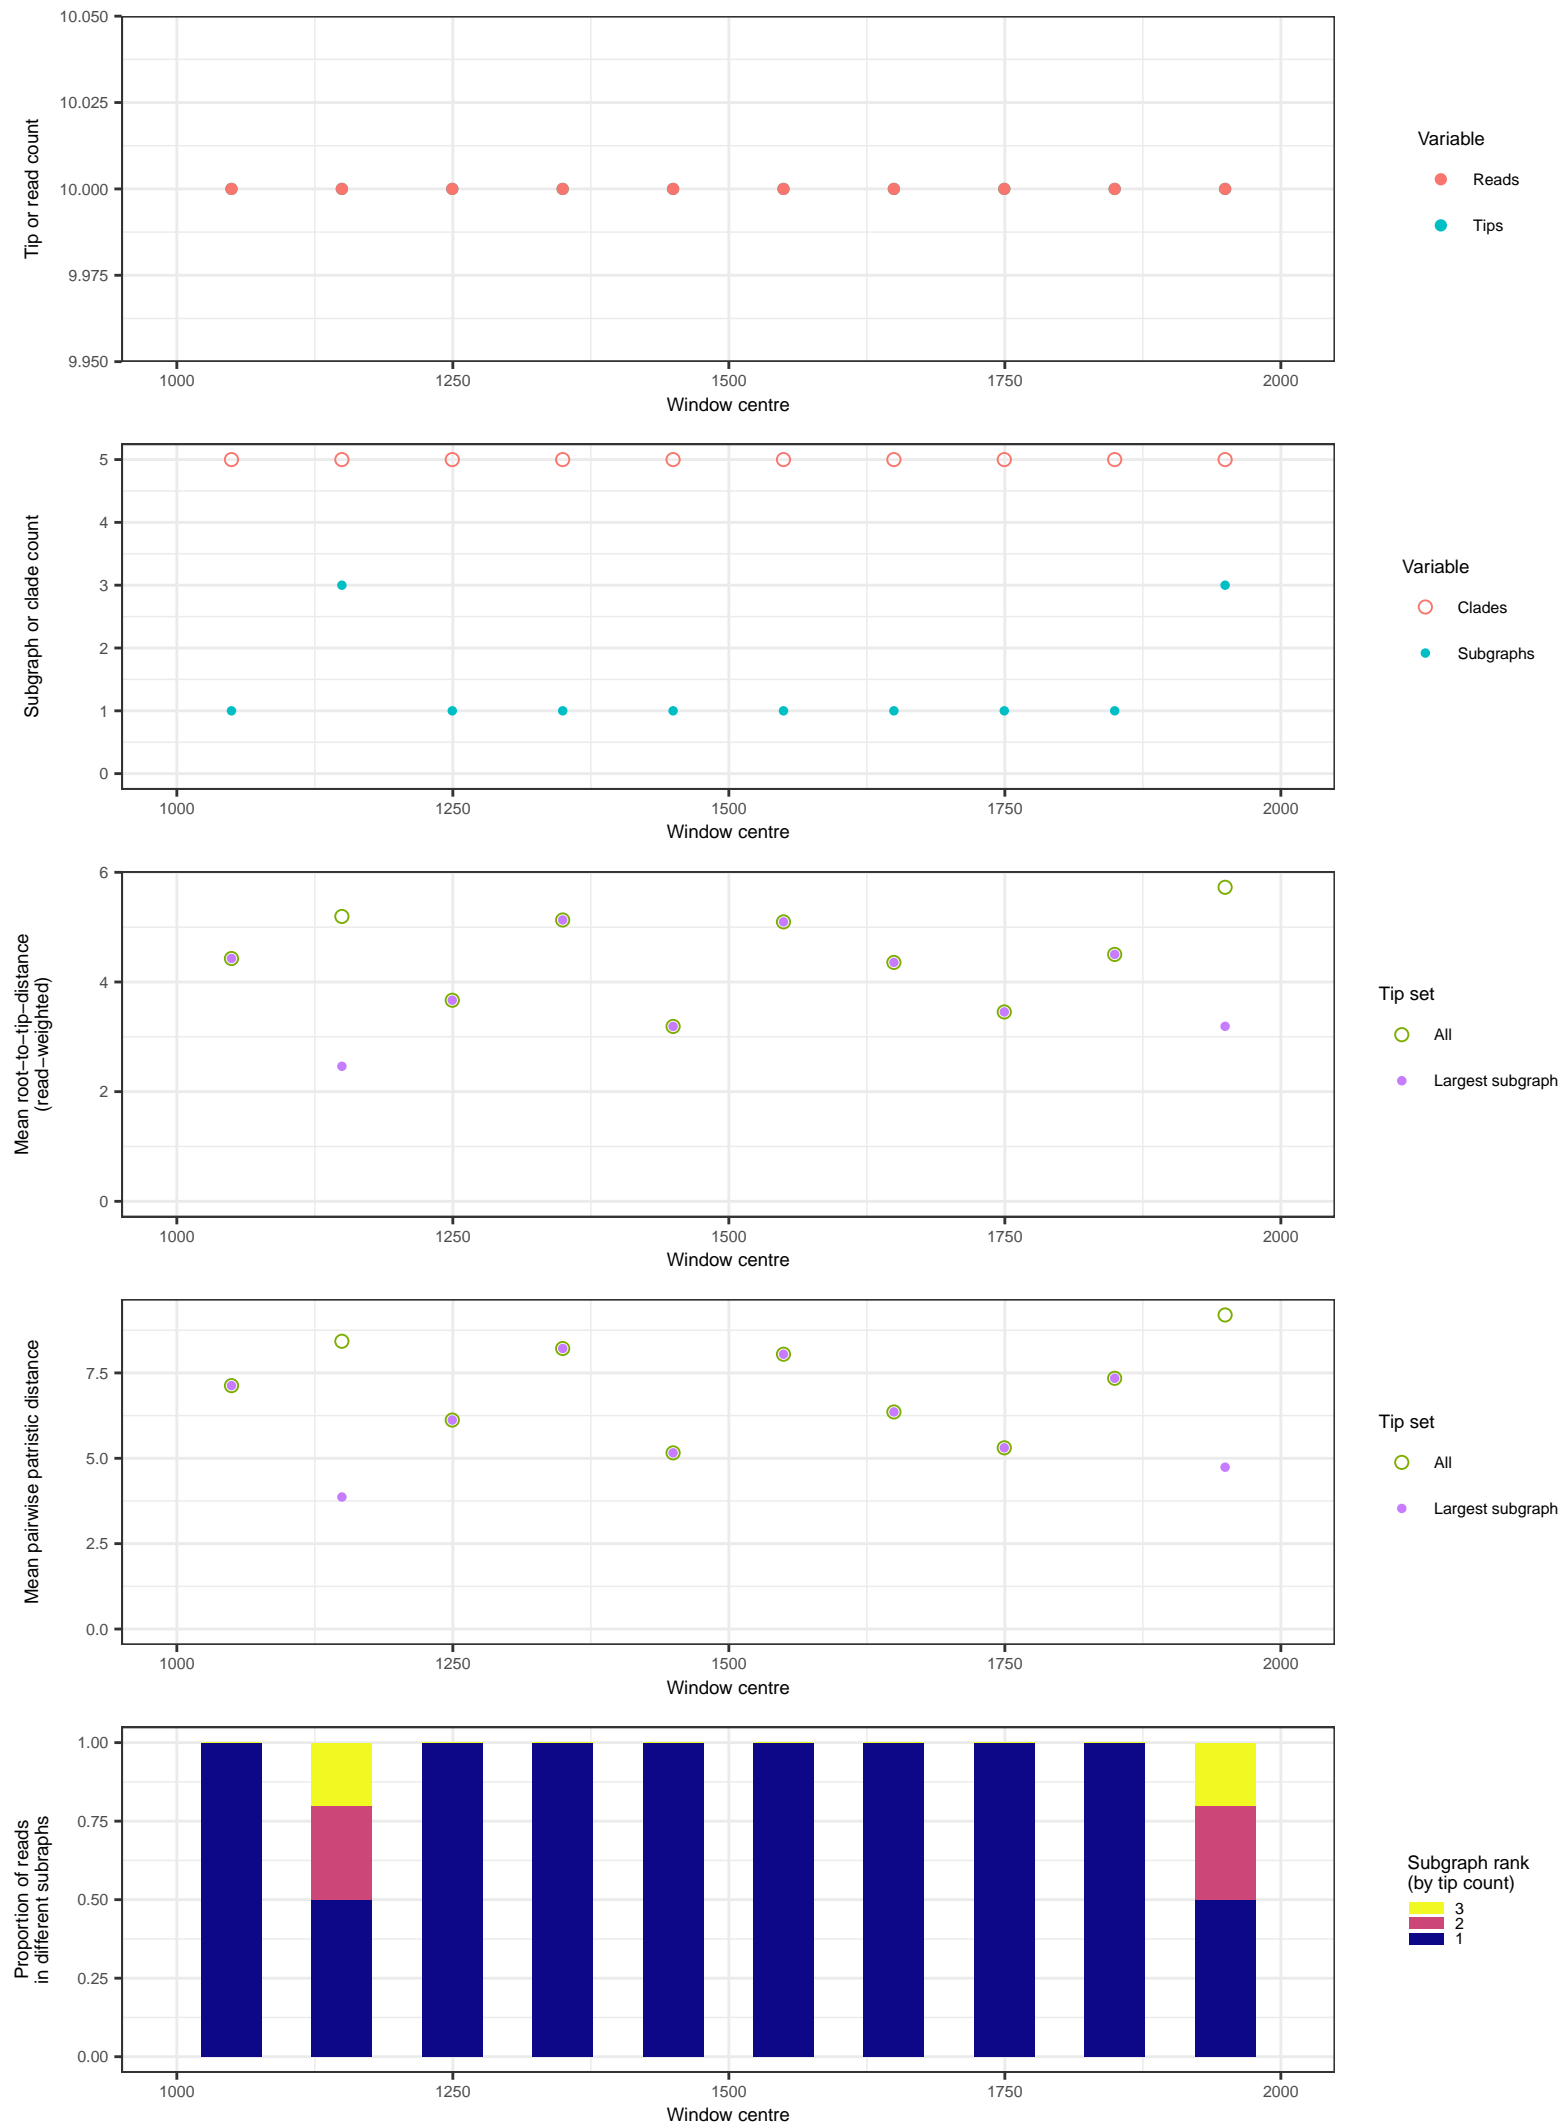 10.050
10.025
10.000
9.975
9.950
Tip or read count
1000 1250 1500 1750 2000
Window centre
Variable
Reads
Tips
5
4
3
2
1
0
Subgraph or clade count
1000 1250 1500 1750 2000
Window centre
Variable
Clades
Subgraphs
6
4
2
0
Mean root−to−tip−distance
(read−weighted)
1000 1250 1500 1750 2000
Window centre
Tip set
All
Largest subgraph
7.5
5.0
2.5
0.0
Mean pairwise patristic distance
1000 1250 1500 1750 2000
Window centre
Tip set
All
Largest subgraph
1.00
0.75
0.50
0.25
0.00
Proportion of reads
in different subraphs
1000 1250 1500 1750 2000
Window centre
Subgraph rank
(by tip count)
3
2
1